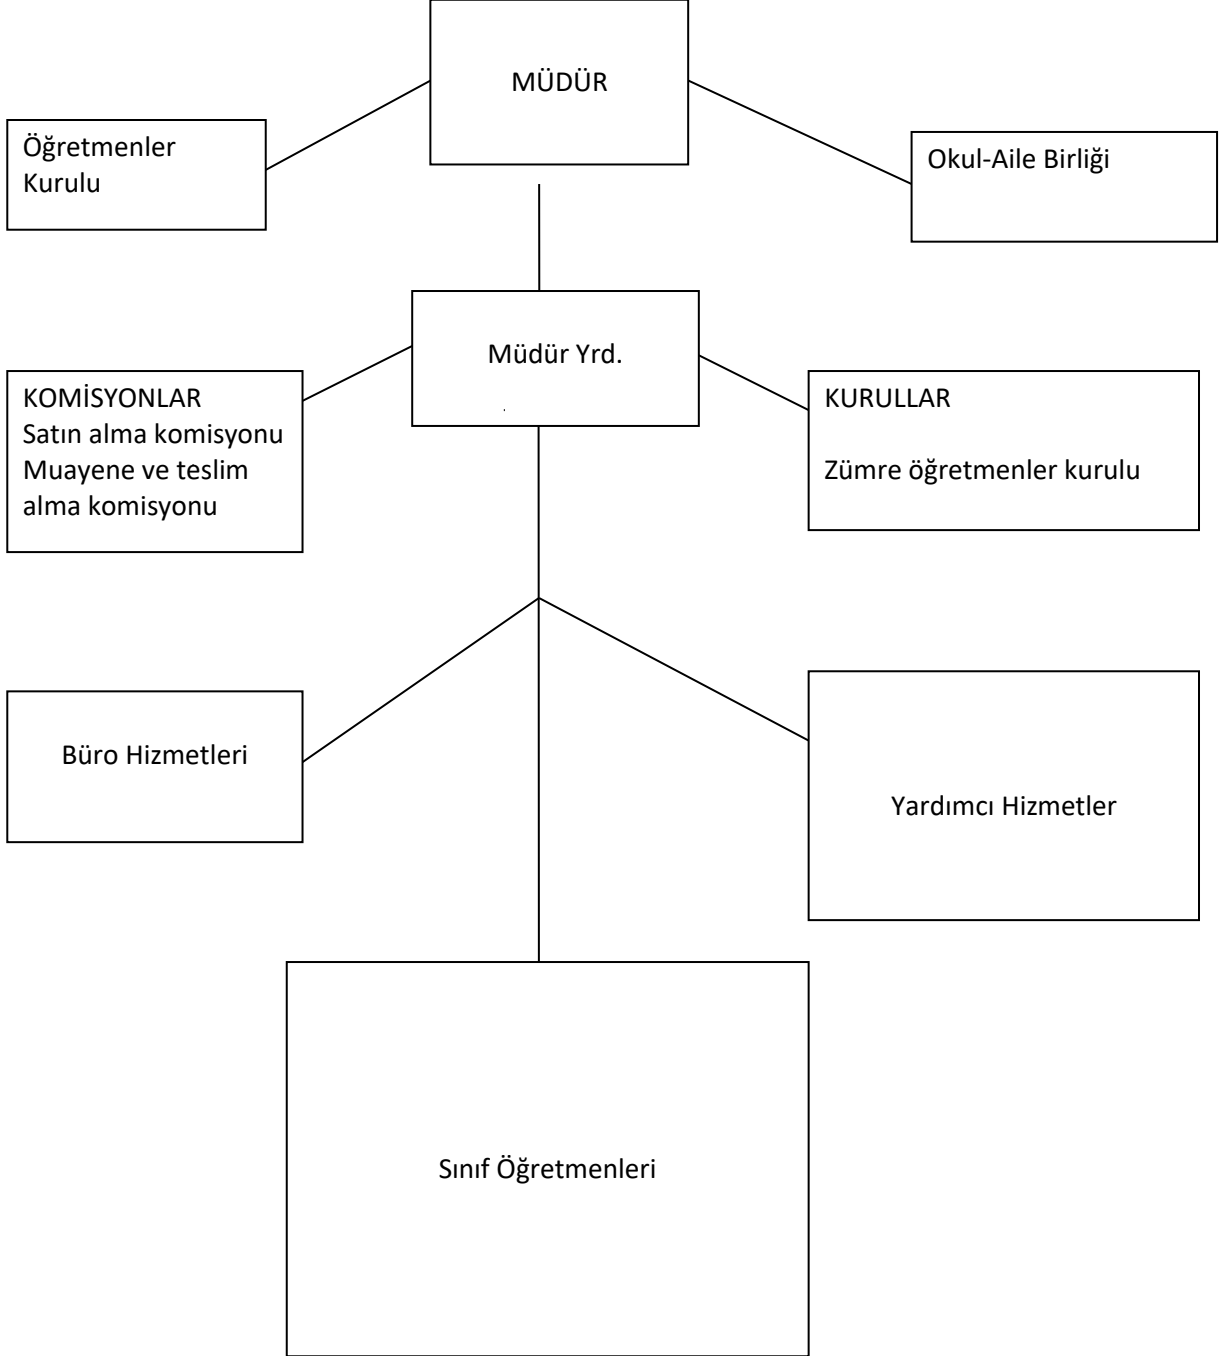 MÜDÜR
Öğretmenler
Kurulu
Okul-Aile Birliği
Müdür Yrd.
KOMİSYONLAR
Satın alma komisyonu
Muayene ve teslim
alma komisyonu
KURULLAR
Zümre öğretmenler kurulu
Büro Hizmetleri
Yardımcı Hizmetler
Sınıf Öğretmenleri